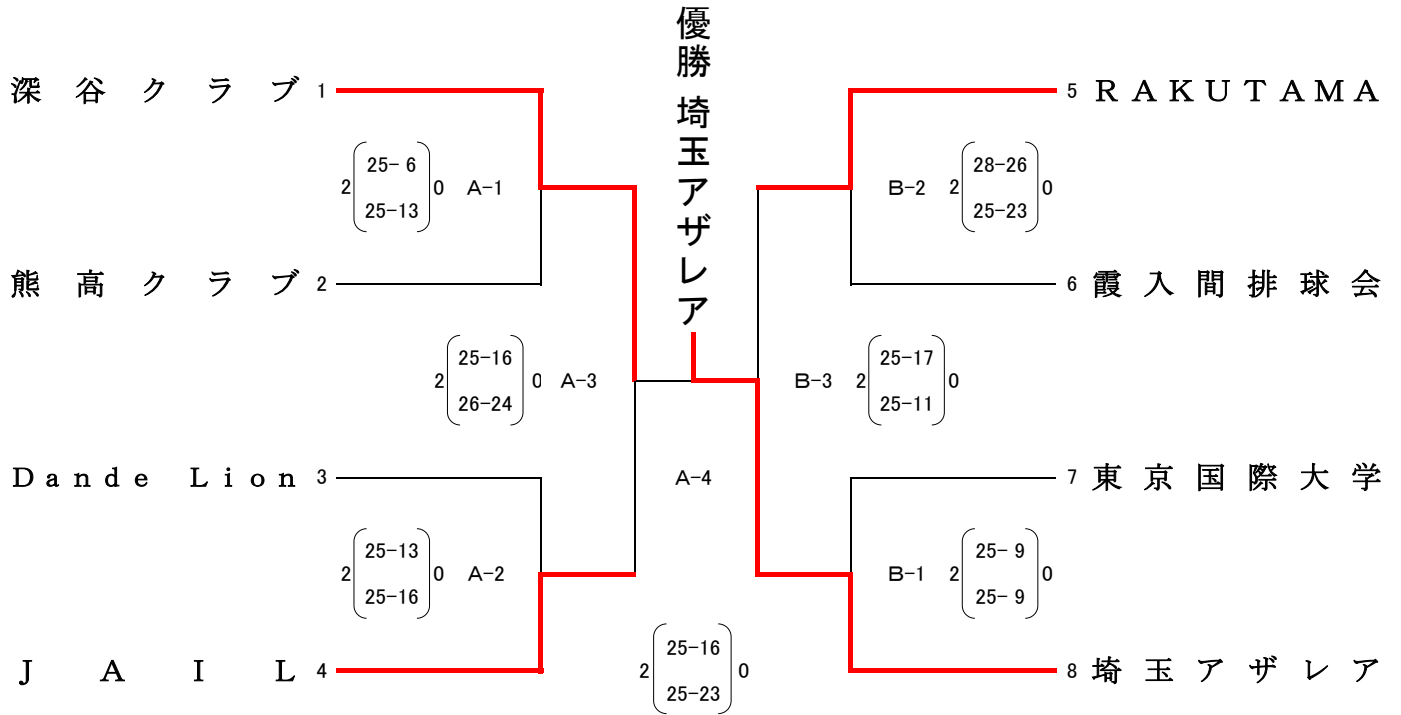 優勝 埼玉アザレア
深谷クラブ 1
5 ＲＡＫＵＴＡＭＡ
2 25- 6 0 A-1
25-13
B-2 2 28-26 0
25-23
熊高クラブ 2
6 霞入間排球会
2 25-16 0 A-3
26-24
B-3 2 25-17 0
25-11
Ｄａｎｄｅ Ｌｉｏｎ 3
A-4
7 東京国際大学
2 25-13 0 A-2
25-16
B-1 2 25- 9 0
25- 9
2 25-16 0
25-23
ＪＡＩＬ 4
8 埼玉アザレア